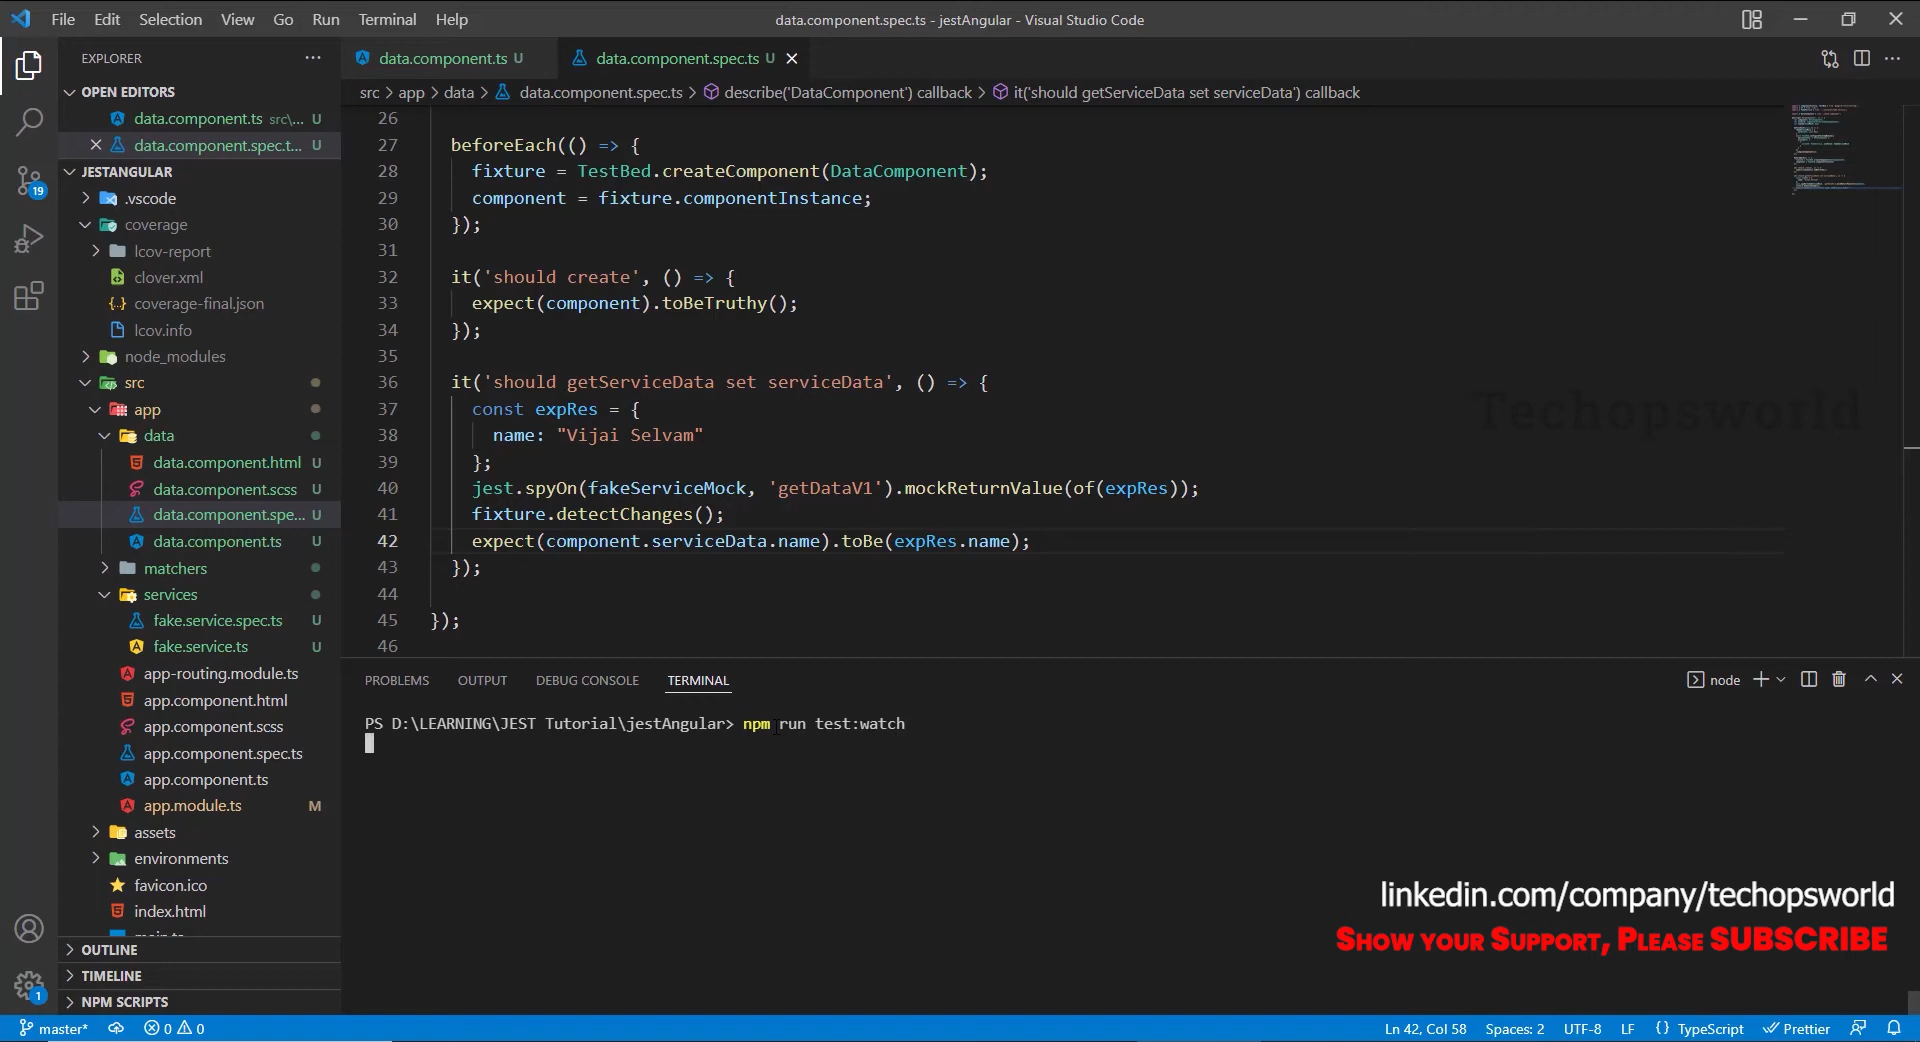 File Edit Selection View Go Run Terminal Help
data.component.spec.ts - jestAngular - Visual Studio Code
EXPLORER
OPEN EDITORS
data.component.ts src\... U
data.component.spec.t... U
JESTANGULAR
.vscode
coverage
lcov-report
clover.xml
coverage-final.json
lcov.info
node_modules
src
app
data
data.component.html U
data.component.scss U
data.component.spe... U
data.component.ts U
matchers
services
fake.service.spec.ts U
fake.service.ts U
app-routing.module.ts
app.component.html
app.component.scss
app.component.spec.ts
app.component.ts
app.module.ts M
assets
environments
favicon.ico
index.html
OUTLINE
TIMELINE
NPM SCRIPTS
19
1
data.component.ts U
data.component.spec.ts U
src > app > data > data.component.spec.ts > describe('DataComponent') callback > it('should getServiceData set serviceData') callback
26
27 beforeEach(() => {
28 fixture = TestBed.createComponent(DataComponent);
29 component = fixture.componentInstance;
30 });
31
32 it('should create', () => {
33 expect(component).toBeTruthy();
34 });
35
36 it('should getServiceData set serviceData', () => {
37 const expRes = {
38 name: "Vijai Selvam"
39 };
40 jest.spyOn(fakeServiceMock, 'getDataV1').mockReturnValue(of(expRes));
41 fixture.detectChanges();
42 expect(component.serviceData.name).toBe(expRes.name);
43 });
44
45 });
46
Techopsworld
PROBLEMS OUTPUT DEBUG CONSOLE TERMINAL
node
PS D:\LEARNING\JEST Tutorial\jestAngular> npm run test:watch
linkedin.com/company/techopsworld
Show your Support, Please SUBSCRIBE
master* 0 0
Ln 42, Col 58 Spaces: 2 UTF-8 LF {} TypeScript Prettier